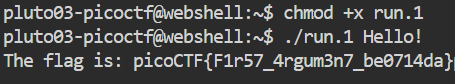 pluto03-picoctf@webshell:~$ chmod +x run.1
pluto03-picoctf@webshell:~$ ./run.1 Hello!
The flag is: picoCTF{F1r57_4rgum3n7_be0714da}p